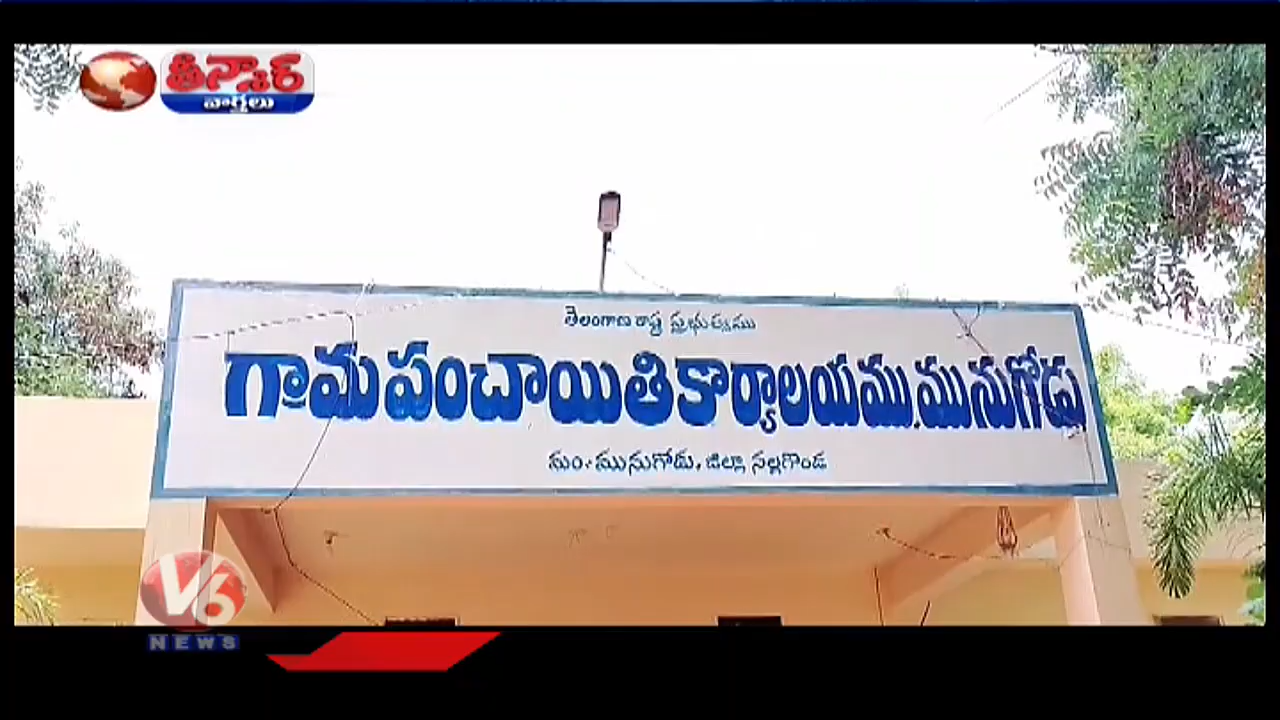 తీన్మార్
వార్తలు
తెలంగాణ రాష్ట్ర ప్రభుత్వము
గ్రామ పంచాయితి కార్యాలయము, మునుగోడు
మం.. మునుగోడు, జిల్లా నల్లగొండ
V6
NEWS